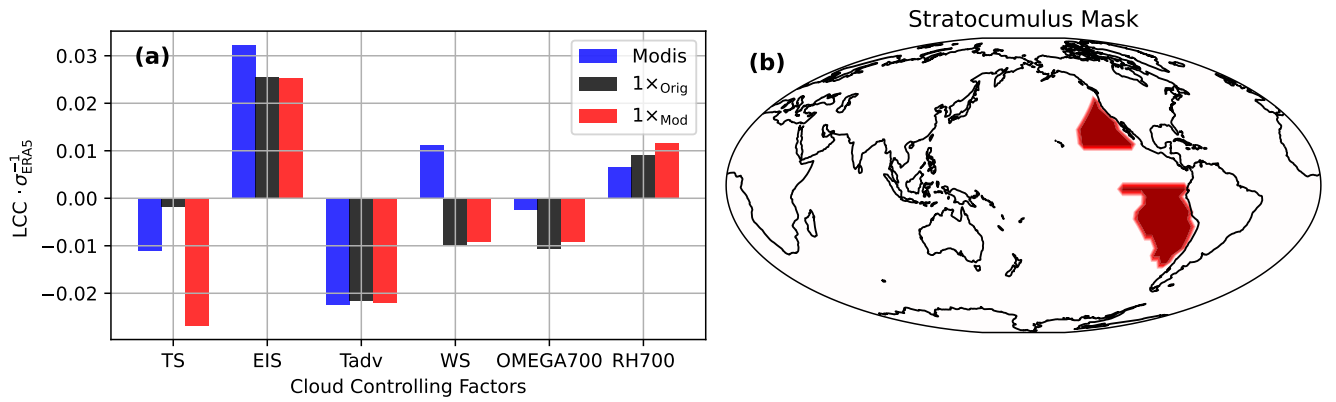 (a)
Modis
1×Orig
1×Mod
0.03
0.02
0.01
0.00
−0.01
−0.02
LCC · σ⁻¹ERA5
TS EIS Tadv WS OMEGA700 RH700
Cloud Controlling Factors
Stratocumulus Mask
(b)